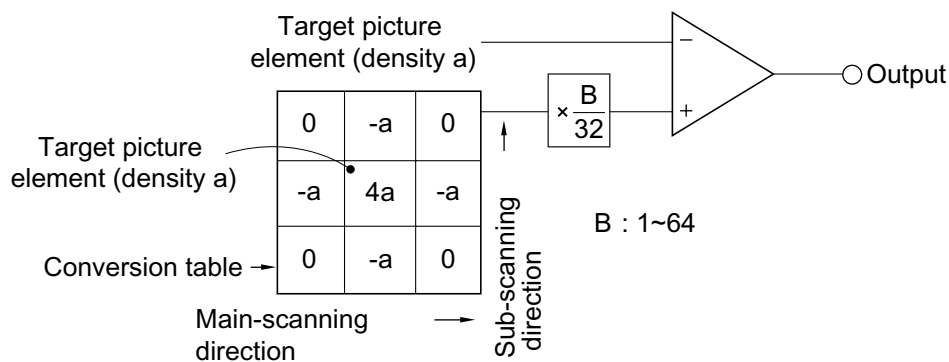 Target picture
element (density a)
−
Output
× B/32
+
0 -a 0
Target picture
element (density a)
-a 4a -a
0 -a 0
Sub-scanning
direction
B : 1~64
Conversion table
Main-scanning
direction